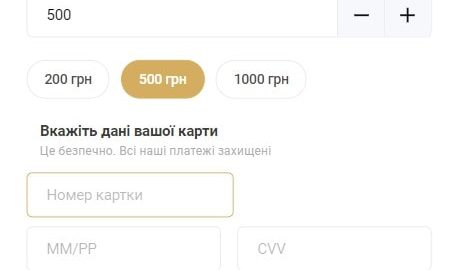 500 − +
200 грн 500 грн 1000 грн
Вкажіть дані вашої карти
Це безпечно. Всі наші платежі захищені
Номер картки
ММ/РР CVV